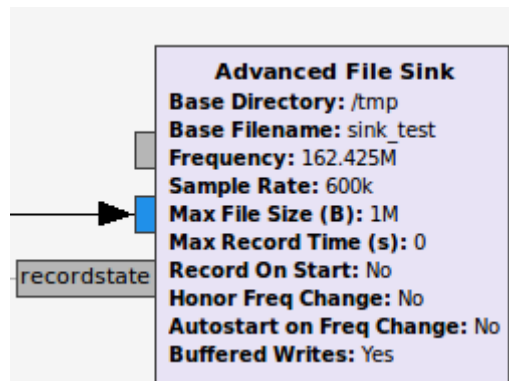 Advanced File Sink
Base Directory: /tmp
Base Filename: sink_test
Frequency: 162.425M
Sample Rate: 600k
Max File Size (B): 1M
Max Record Time (s): 0
recordstate
Record On Start: No
Honor Freq Change: No
Autostart on Freq Change: No
Buffered Writes: Yes